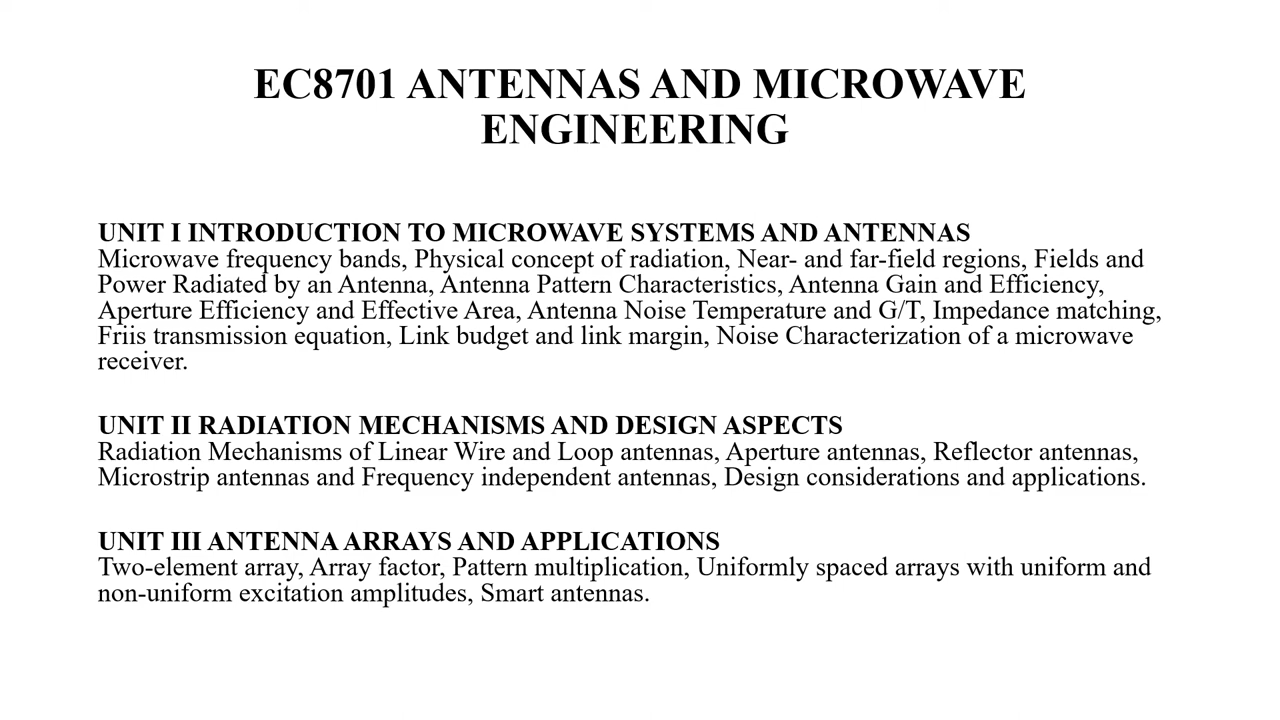 EC8701 ANTENNAS AND MICROWAVE
ENGINEERING
UNIT I INTRODUCTION TO MICROWAVE SYSTEMS AND ANTENNAS
Microwave frequency bands, Physical concept of radiation, Near- and far-field regions, Fields and
Power Radiated by an Antenna, Antenna Pattern Characteristics, Antenna Gain and Efficiency,
Aperture Efficiency and Effective Area, Antenna Noise Temperature and G/T, Impedance matching,
Friis transmission equation, Link budget and link margin, Noise Characterization of a microwave
receiver.
UNIT II RADIATION MECHANISMS AND DESIGN ASPECTS
Radiation Mechanisms of Linear Wire and Loop antennas, Aperture antennas, Reflector antennas,
Microstrip antennas and Frequency independent antennas, Design considerations and applications.
UNIT III ANTENNA ARRAYS AND APPLICATIONS
Two-element array, Array factor, Pattern multiplication, Uniformly spaced arrays with uniform and
non-uniform excitation amplitudes, Smart antennas.